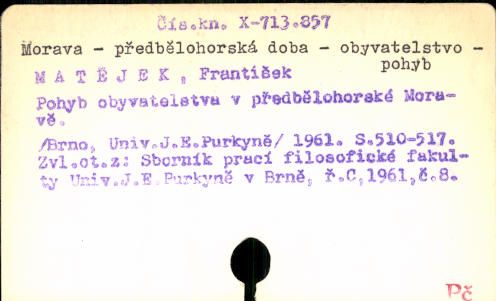 Čís.kn. X-713.857
Morava - předbělohorská doba - obyvatelstvo -
pohyb
M A T Ě J E K , František
Pohyb obyvatelstva v předbělohorské Mora-
vě.
/Brno, Univ.J.E.Purkyně/ 1961. S.510-517.
Zvl.ot.z: Sborník prací filosofické fakul-
ty Univ.J.E.Purkyně v Brně, ř.C,1961,č.8.
Pč